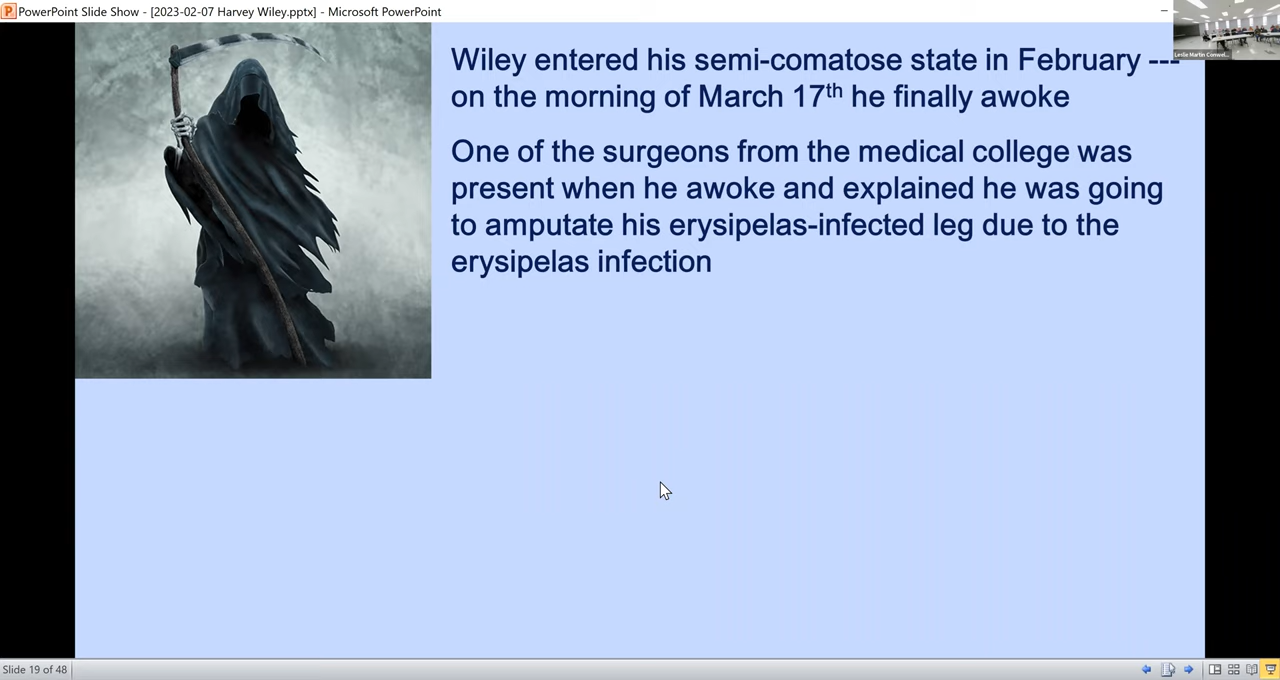 PowerPoint Slide Show - [2023-02-07 Harvey Wiley.pptx] - Microsoft PowerPoint
Leslie Martin Conwel...
Wiley entered his semi-comatose state in February ---
on the morning of March 17th he finally awoke
One of the surgeons from the medical college was
present when he awoke and explained he was going
to amputate his erysipelas-infected leg due to the
erysipelas infection
Slide 19 of 48